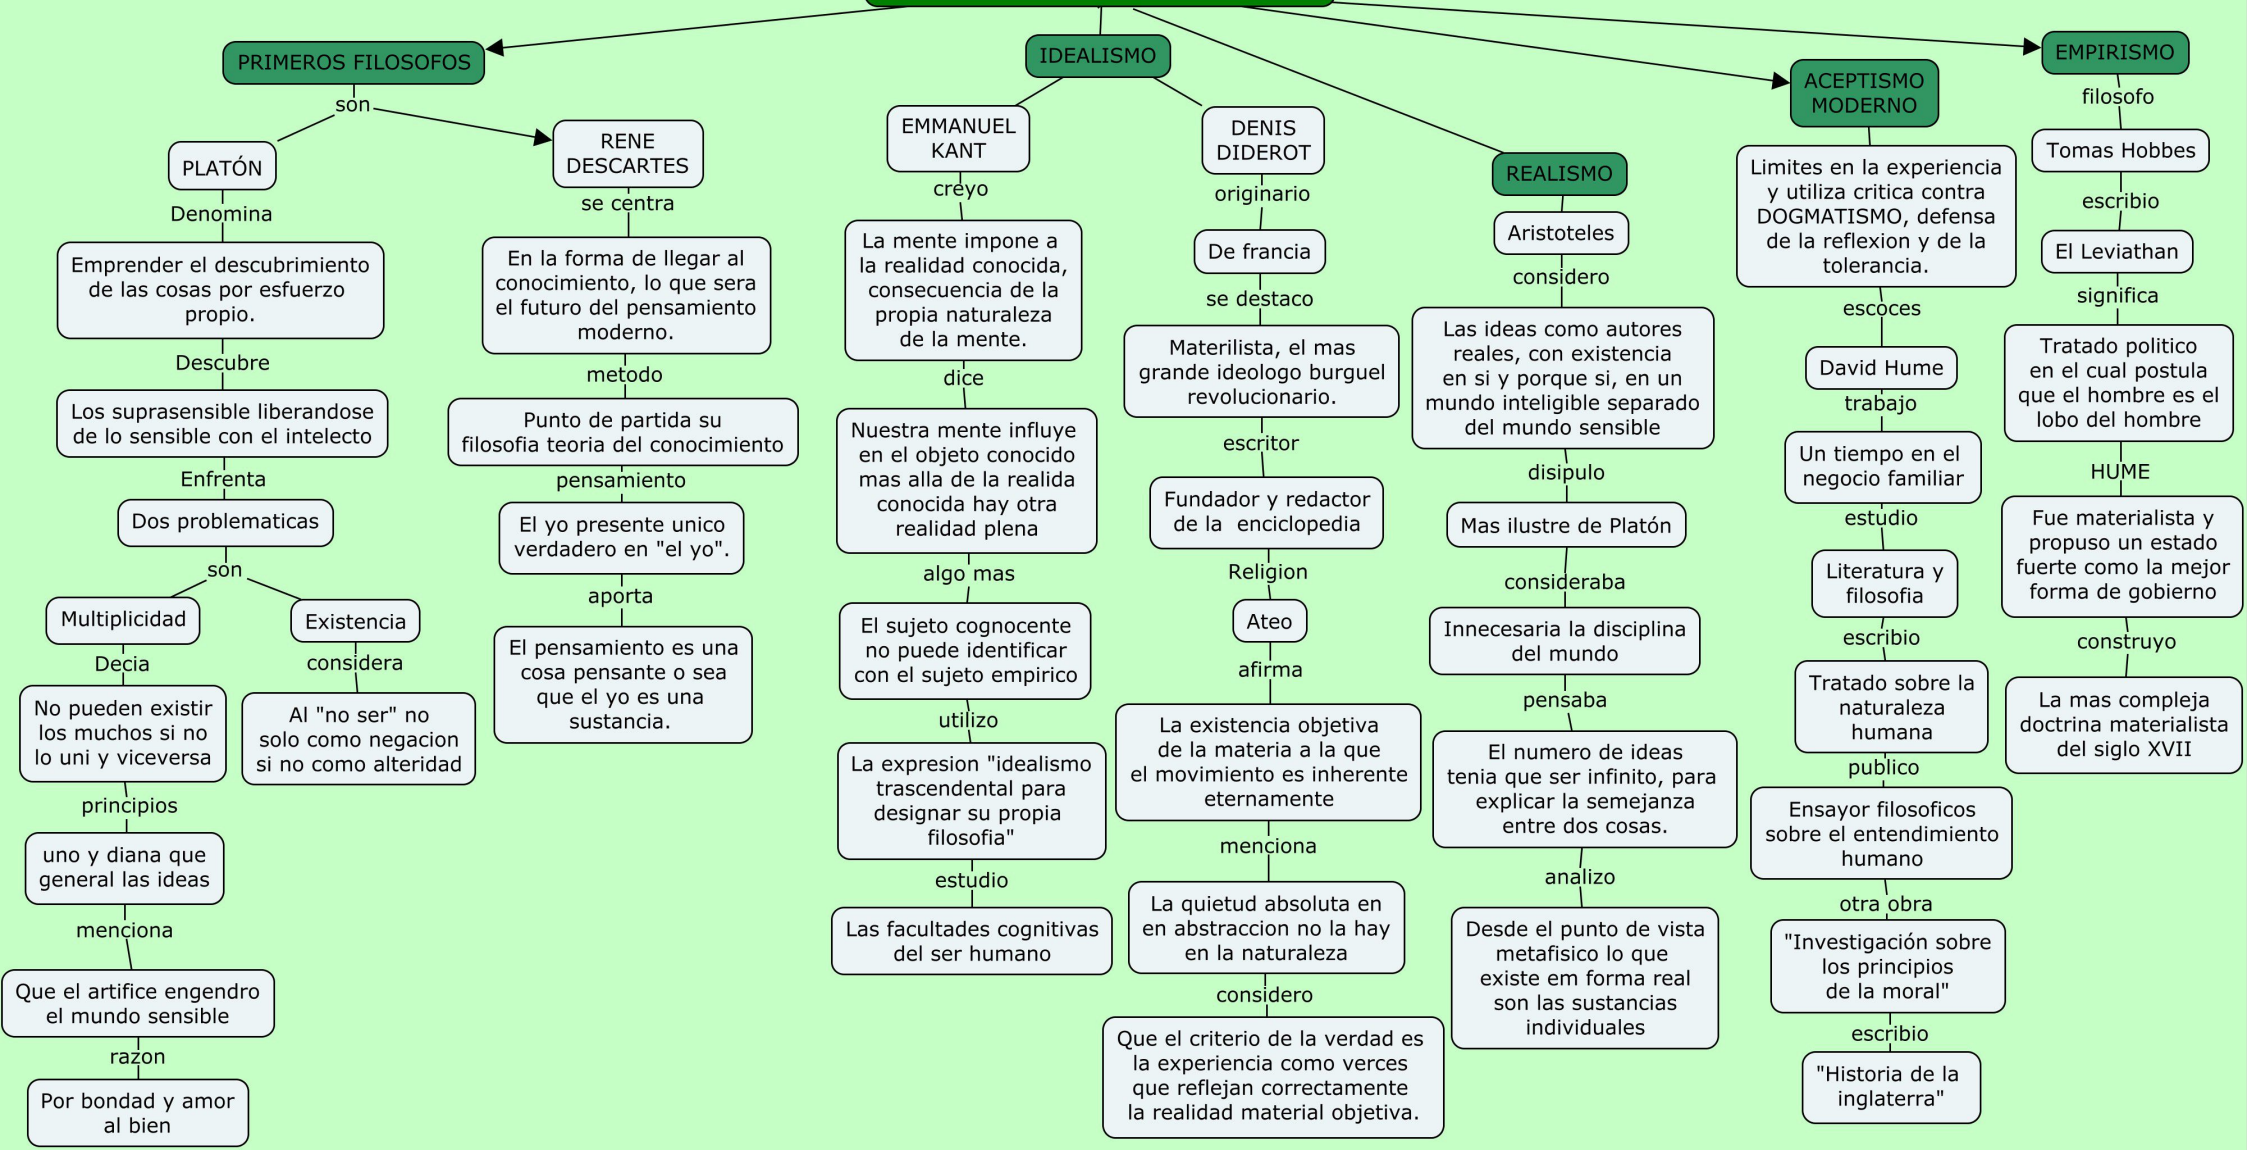 PRIMEROS FILOSOFOS
son
PLATÓN
Denomina
Emprender el descubrimiento
de las cosas por esfuerzo
propio.
Descubre
Los suprasensible liberandose
de lo sensible con el intelecto
Enfrenta
Dos problematicas
son
Multiplicidad
Decia
No pueden existir
los muchos si no
lo uni y viceversa
principios
uno y diana que
general las ideas
menciona
Que el artifice engendro
el mundo sensible
razon
Por bondad y amor
al bien
Existencia
considera
Al "no ser" no
solo como negacion
si no como alteridad
RENE
DESCARTES
se centra
En la forma de llegar al
conocimiento, lo que sera
el futuro del pensamiento
moderno.
metodo
Punto de partida su
filosofia teoria del conocimiento
pensamiento
El yo presente unico
verdadero en "el yo".
aporta
El pensamiento es una
cosa pensante o sea
que el yo es una
sustancia.
IDEALISMO
EMMANUEL
KANT
creyo
La mente impone a
la realidad conocida,
consecuencia de la
propia naturaleza
de la mente.
dice
Nuestra mente influye
en el objeto conocido
mas alla de la realida
conocida hay otra
realidad plena
algo mas
El sujeto cognocente
no puede identificar
con el sujeto empirico
utilizo
La expresion "idealismo
trascendental para
designar su propia
filosofia"
estudio
Las facultades cognitivas
del ser humano
DENIS
DIDEROT
originario
De francia
se destaco
Materilista, el mas
grande ideologo burguel
revolucionario.
escritor
Fundador y redactor
de la enciclopedia
Religion
Ateo
afirma
La existencia objetiva
de la materia a la que
el movimiento es inherente
eternamente
menciona
La quietud absoluta en
en abstraccion no la hay
en la naturaleza
considero
Que el criterio de la verdad es
la experiencia como verces
que reflejan correctamente
la realidad material objetiva.
REALISMO
Aristoteles
considero
Las ideas como autores
reales, con existencia
en si y porque si, en un
mundo inteligible separado
del mundo sensible
disipulo
Mas ilustre de Platón
consideraba
Innecesaria la disciplina
del mundo
pensaba
El numero de ideas
tenia que ser infinito, para
explicar la semejanza
entre dos cosas.
analizo
Desde el punto de vista
metafisico lo que
existe em forma real
son las sustancias
individuales
ACEPTISMO
MODERNO
Limites en la experiencia
y utiliza critica contra
DOGMATISMO, defensa
de la reflexion y de la
tolerancia.
escoces
David Hume
trabajo
Un tiempo en el
negocio familiar
estudio
Literatura y
filosofia
escribio
Tratado sobre la
naturaleza
humana
publico
Ensayor filosoficos
sobre el entendimiento
humano
otra obra
"Investigación sobre
los principios
de la moral"
escribio
"Historia de la
inglaterra"
EMPIRISMO
filosofo
Tomas Hobbes
escribio
El Leviathan
significa
Tratado politico
en el cual postula
que el hombre es el
lobo del hombre
HUME
Fue materialista y
propuso un estado
fuerte como la mejor
forma de gobierno
construyo
La mas compleja
doctrina materialista
del siglo XVII